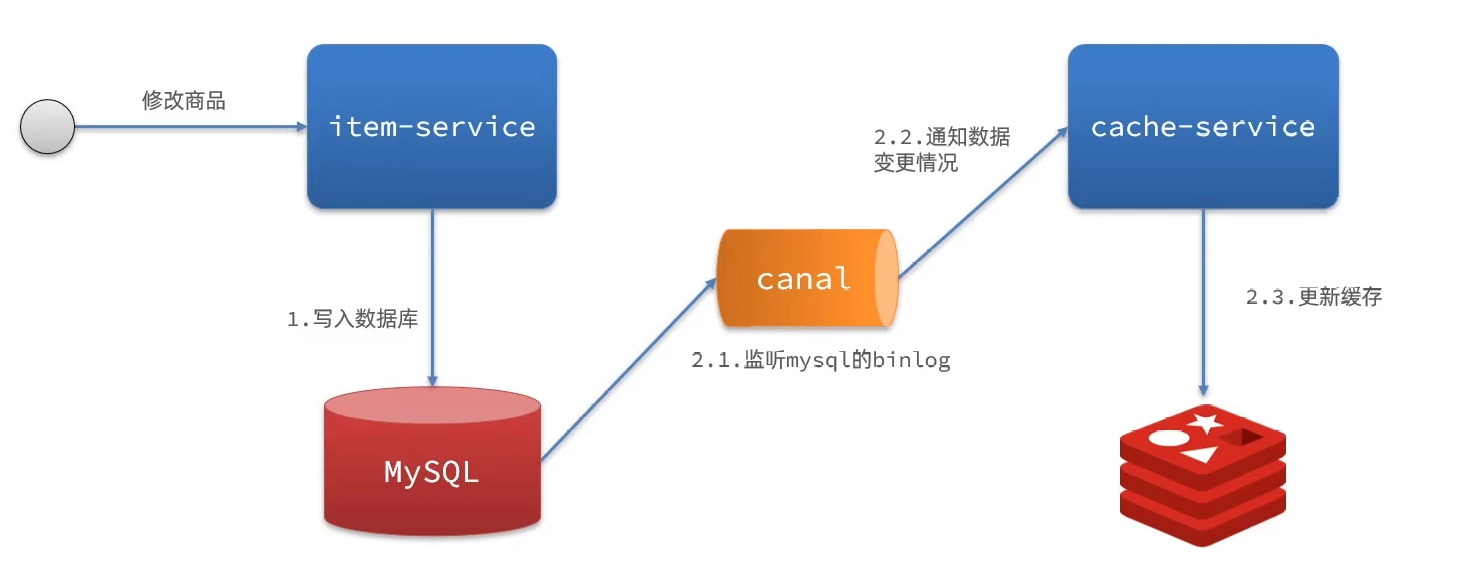 修改商品
item-service
cache-service
2.2.通知数据
变更情况
canal
1.写入数据库
2.3.更新缓存
2.1.监听mysql的binlog
MySQL